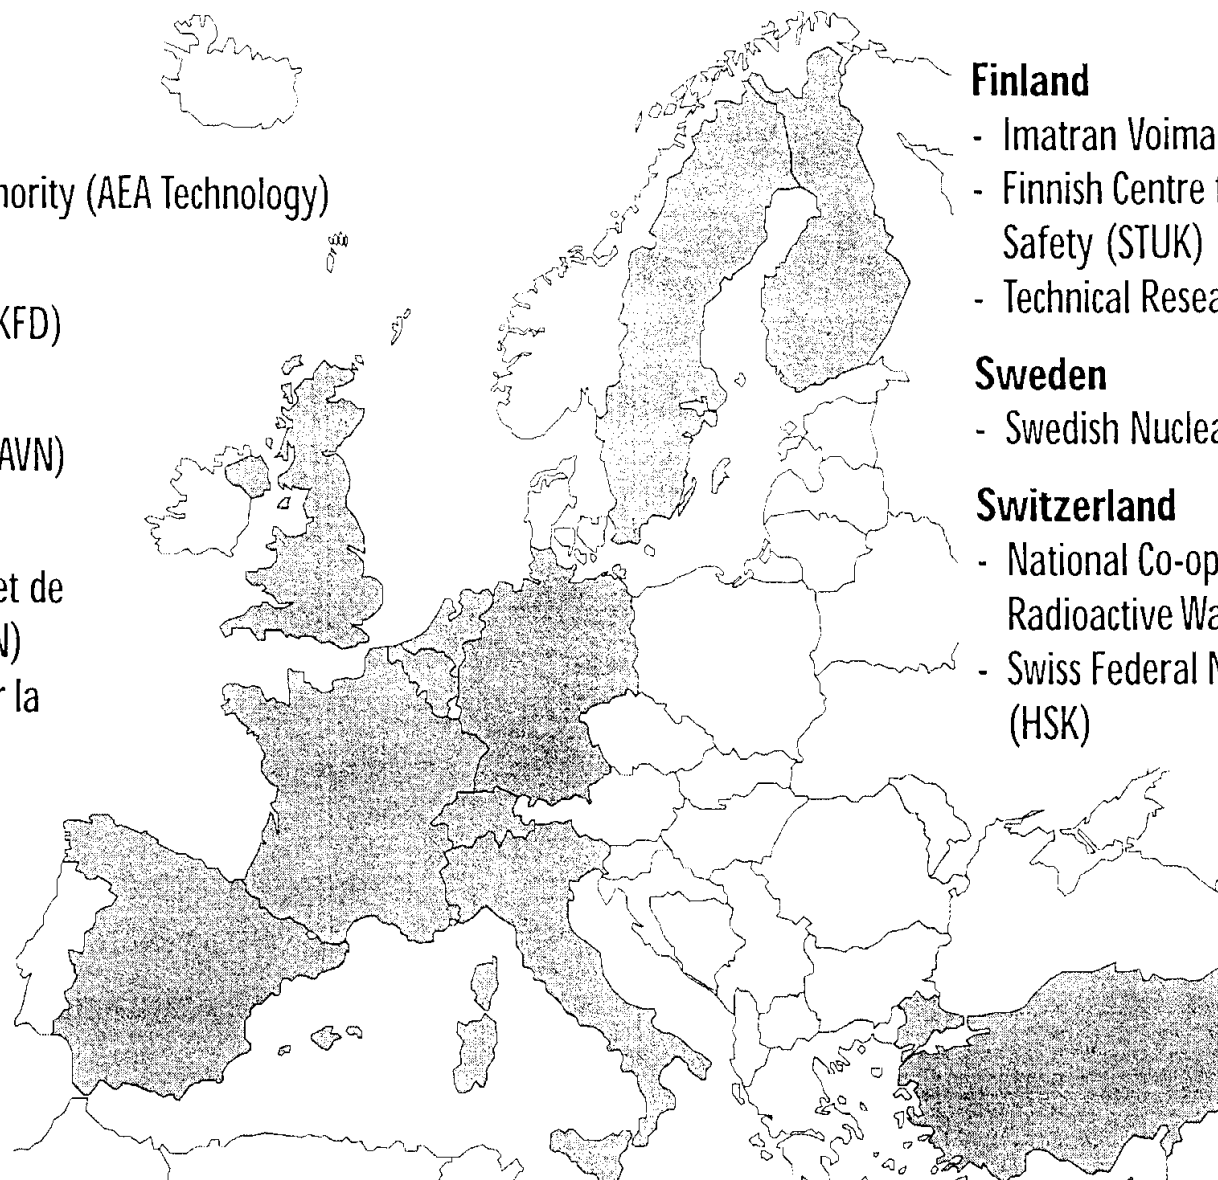 hority (AEA Technology)
KFD)
AVN)
et de
N)
r la
Finland
- Imatran Voima
- Finnish Centre
Safety (STUK)
- Technical Resea
Sweden
- Swedish Nuclea
Switzerland
- National Co-op
Radioactive Wa
- Swiss Federal N
(HSK)